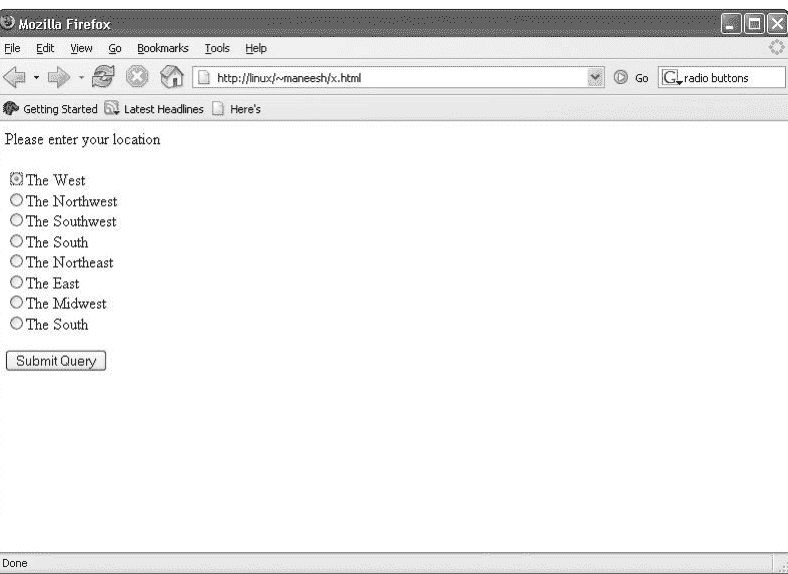 Mozilla Firefox
File Edit View Go Bookmarks Tools Help
http://linux/~maneesh/x.html Go G radio buttons
Getting Started Latest Headlines Here's
Please enter your location
The West
The Northwest
The Southwest
The South
The Northeast
The East
The Midwest
The South
Submit Query
Done